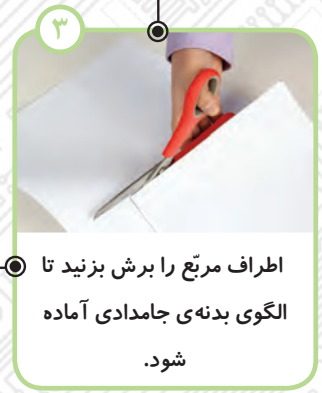 ۳
اطراف مربّع را برش بزنید تا
الگوی بدنه‌ی جامدادی آماده
شود.